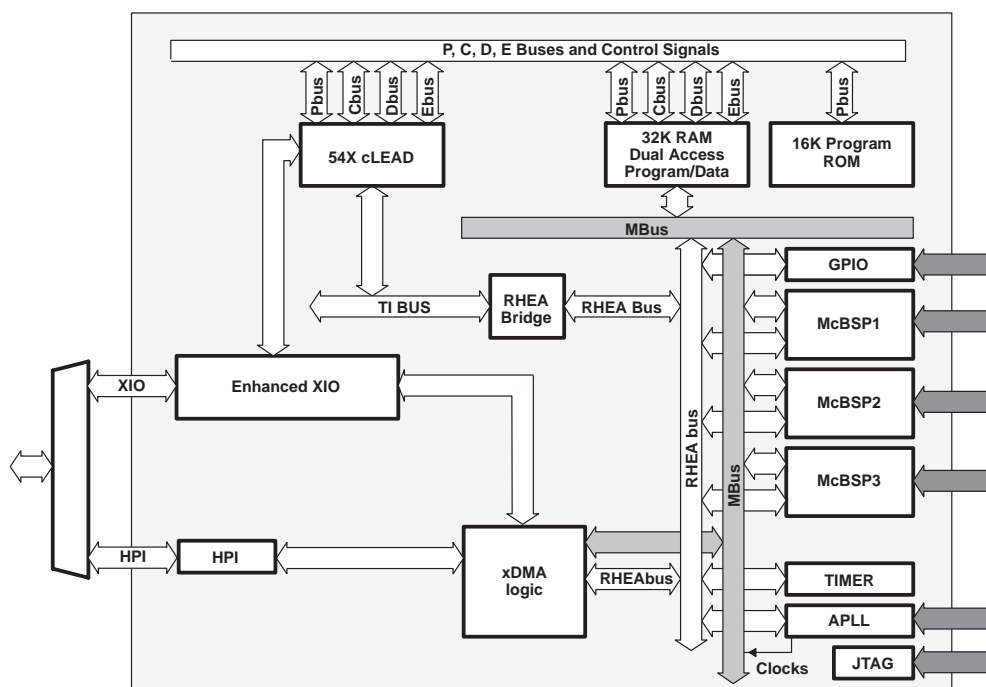 P, C, D, E Buses and Control Signals
Pbus
Cbus
Dbus
Ebus
Pbus
Cbus
Dbus
Ebus
Pbus
54X cLEAD
32K RAM
Dual Access
Program/Data
16K Program
ROM
MBus
GPIO
TI BUS
RHEA
Bridge
RHEA Bus
McBSP1
XIO
Enhanced XIO
McBSP2
RHEA bus
MBus
McBSP3
HPI
HPI
xDMA
logic
RHEAbus
TIMER
APLL
Clocks
JTAG